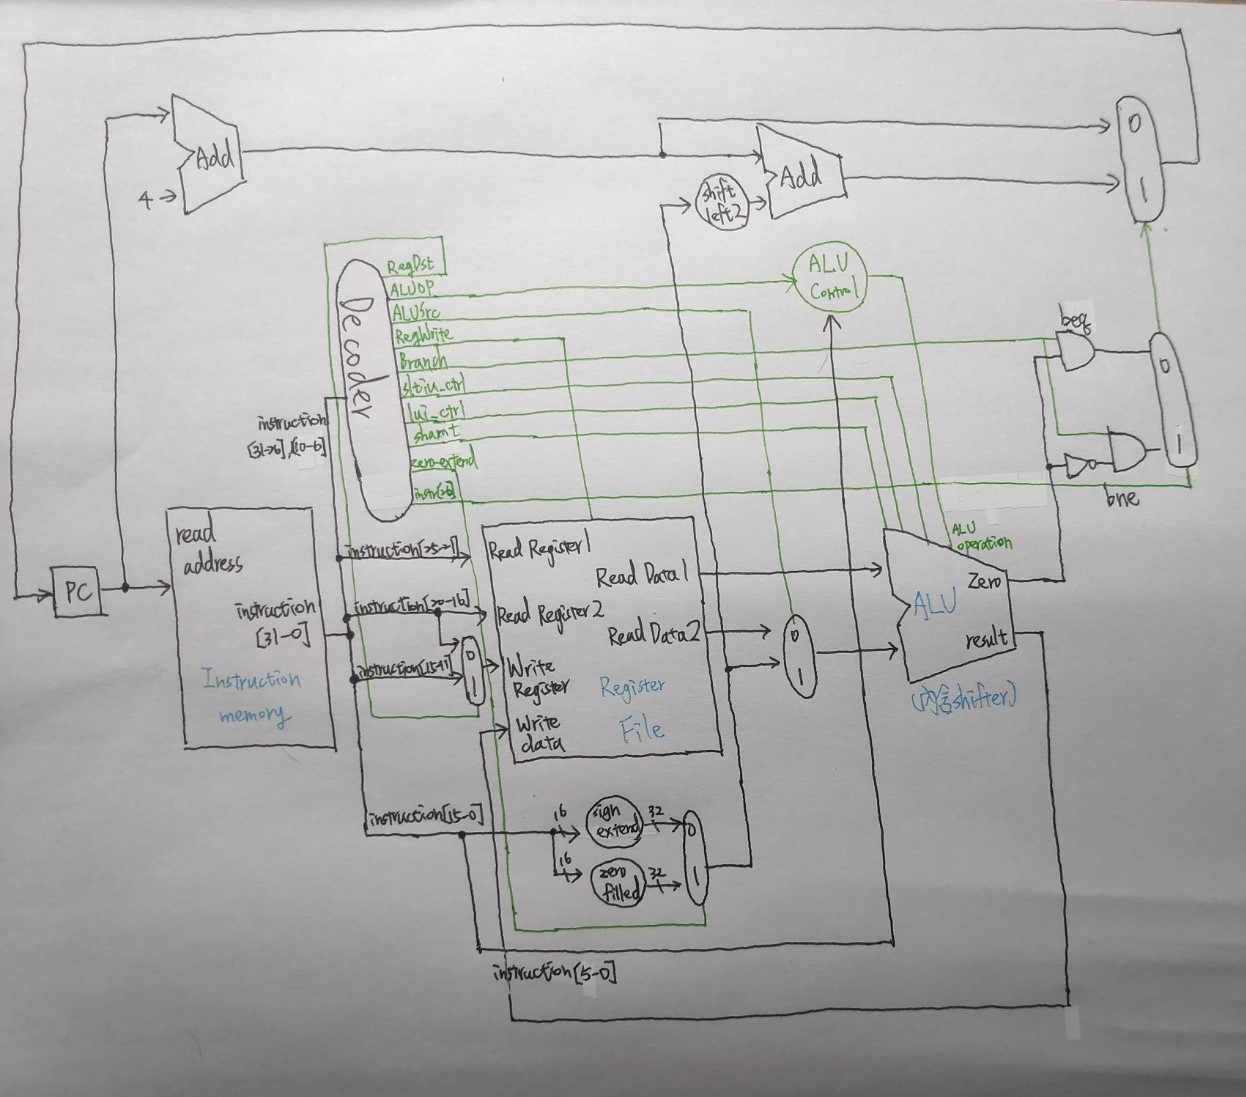 Add
4
shift
left2
Add
0
1
Decoder
RegDst
ALUOP
ALUSrc
RegWrite
Branch
sltiu_ctrl
lui_ctrl
shamt
zero-extend
instr[26]
ALU
Control
beq
0
1
bne
instruction
[31-26],[10-6]
PC
read
address
instruction
[31-0]
Instruction
memory
instruction[25-21]
instruction[20-16]
instruction[15-11]
0
1
Read Register1
Read Data1
Read Register2
Read Data2
Write
Register
Write
data
Register
File
0
1
ALU
operation
Zero
ALU
result
(内含shifter)
instruction[15-0]
16
sign
extend
32
16
zero
filled
32
0
1
instruction[5-0]